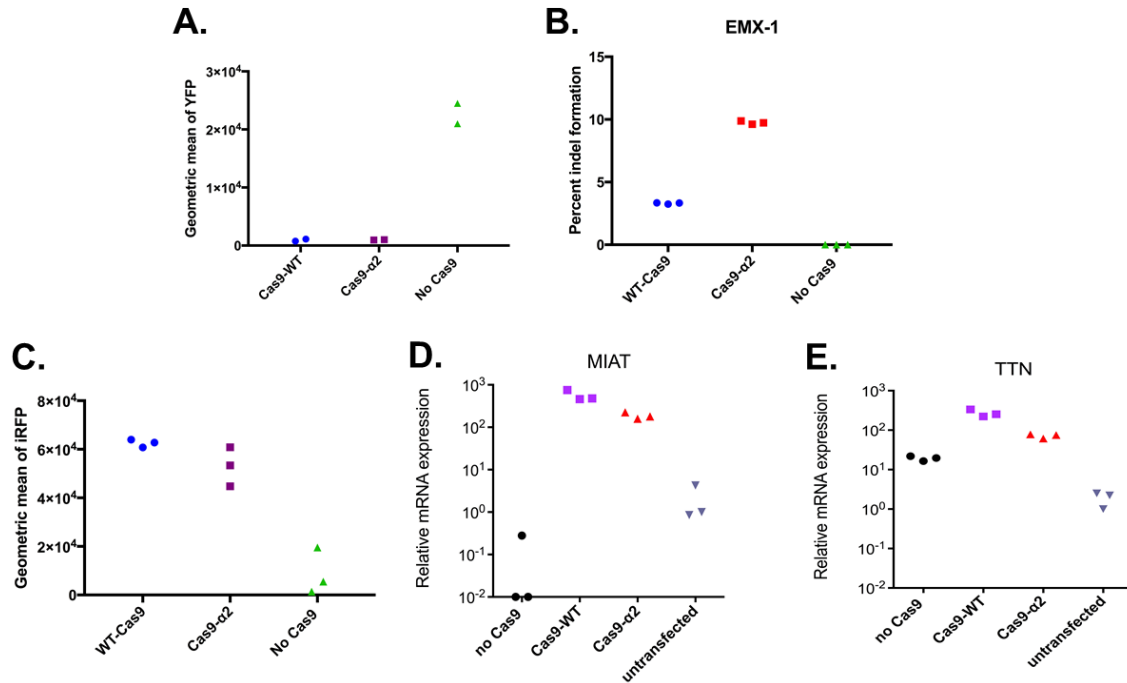 A.
Geometric mean of YFP
3×10⁴
2×10⁴
1×10⁴
0
Cas9-WT
Cas9-α2
No Cas9
B.
EMX-1
Percent indel formation
15
10
5
0
WT-Cas9
Cas9-α2
No Cas9
C.
Geometric mean of iRFP
8×10⁴
6×10⁴
4×10⁴
2×10⁴
0
WT-Cas9
Cas9-α2
No Cas9
D.
MIAT
Relative mRNA expression
10³
10²
10¹
10⁰
10⁻¹
10⁻²
no Cas9
Cas9-WT
Cas9-α2
untransfected
E.
TTN
Relative mRNA expression
10³
10²
10¹
10⁰
10⁻¹
10⁻²
no Cas9
Cas9-WT
Cas9-α2
untransfected